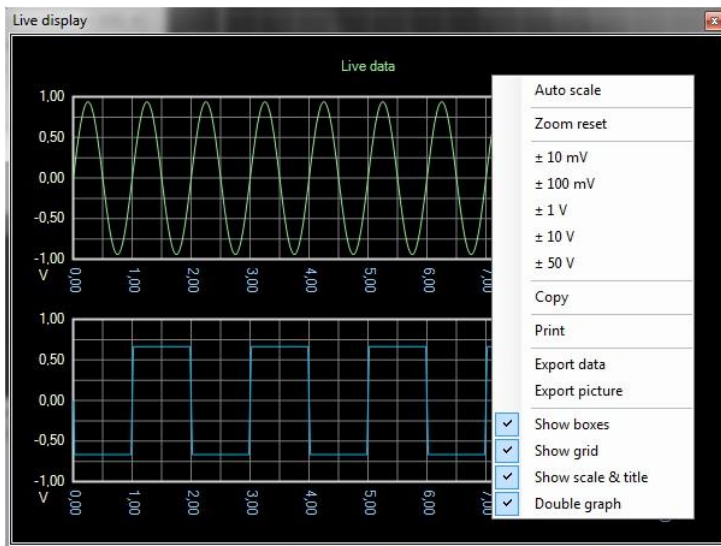 Live display
Live data
1,00
0,50
0,00
-0,50
-1,00
V
0,00
1,00
2,00
3,00
4,00
5,00
6,00
7,0
1,00
0,50
0,00
-0,50
-1,00
V
0,00
1,00
2,00
3,00
4,00
5,00
6,00
7,0
Auto scale
Zoom reset
± 10 mV
± 100 mV
± 1 V
± 10 V
± 50 V
Copy
Print
Export data
Export picture
Show boxes
Show grid
Show scale & title
Double graph